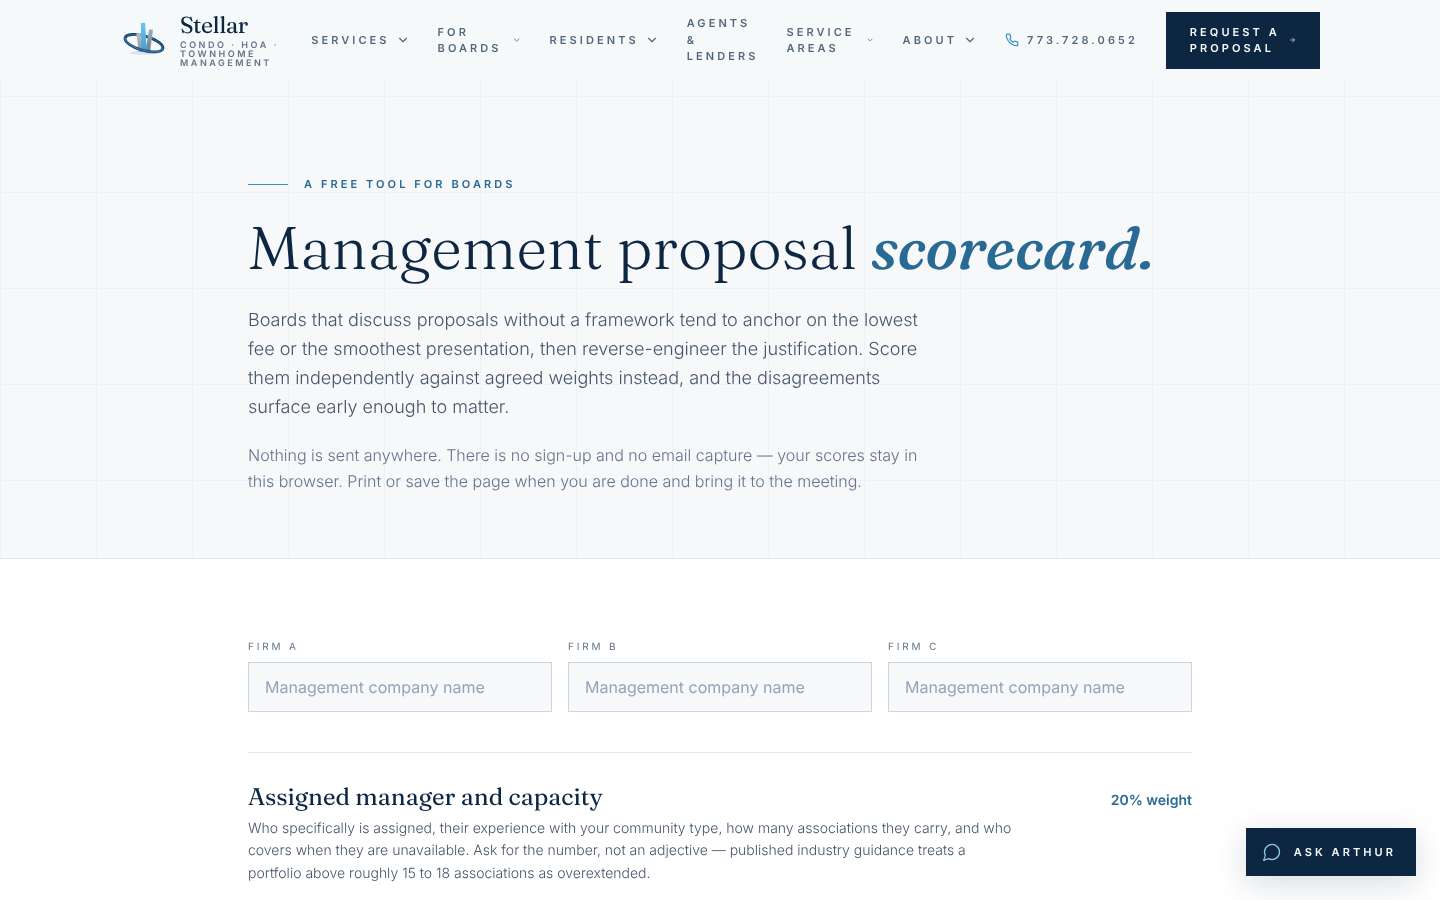 Stellar
CONDO · HOA ·
TOWNHOME
MANAGEMENT
SERVICES
FOR
BOARDS
RESIDENTS
AGENTS
&
LENDERS
SERVICE
AREAS
ABOUT
773.728.0652
REQUEST A
PROPOSAL
A FREE TOOL FOR BOARDS
Management proposal scorecard.
Boards that discuss proposals without a framework tend to anchor on the lowest
fee or the smoothest presentation, then reverse-engineer the justification. Score
them independently against agreed weights instead, and the disagreements
surface early enough to matter.
Nothing is sent anywhere. There is no sign-up and no email capture — your scores stay in
this browser. Print or save the page when you are done and bring it to the meeting.
FIRM A
FIRM B
FIRM C
Management company name
Management company name
Management company name
Assigned manager and capacity
20% weight
Who specifically is assigned, their experience with your community type, how many associations they carry, and who
covers when they are unavailable. Ask for the number, not an adjective — published industry guidance treats a
portfolio above roughly 15 to 18 associations as overextended.
ASK ARTHUR